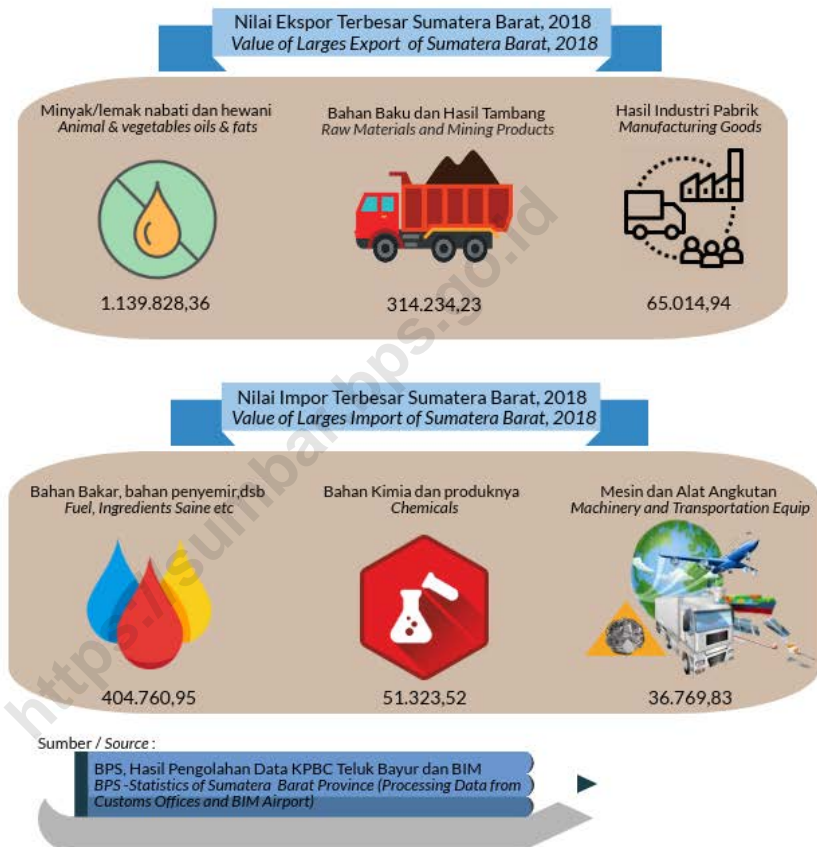 Nilai Ekspor Terbesar Sumatera Barat, 2018
Value of Larges Export of Sumatera Barat, 2018
Minyak/lemak nabati dan hewani
Animal & vegetables oils & fats
1.139.828,36
Bahan Baku dan Hasil Tambang
Raw Materials and Mining Products
314.234,23
Hasil Industri Pabrik
Manufacturing Goods
65.014,94
Nilai Impor Terbesar Sumatera Barat, 2018
Value of Larges Import of Sumatera Barat, 2018
Bahan Bakar, bahan penyemir,dsb
Fuel, Ingredients Saine etc
404.760,95
Bahan Kimia dan produknya
Chemicals
51.323,52
Mesin dan Alat Angkutan
Machinery and Transportation Equip
36.769,83
Sumber / Source :
BPS, Hasil Pengolahan Data KPBC Teluk Bayur dan BIM
BPS -Statistics of Sumatera Barat Province (Processing Data from
Customs Offices and BIM Airport)
https://sumbar.bps.go.id